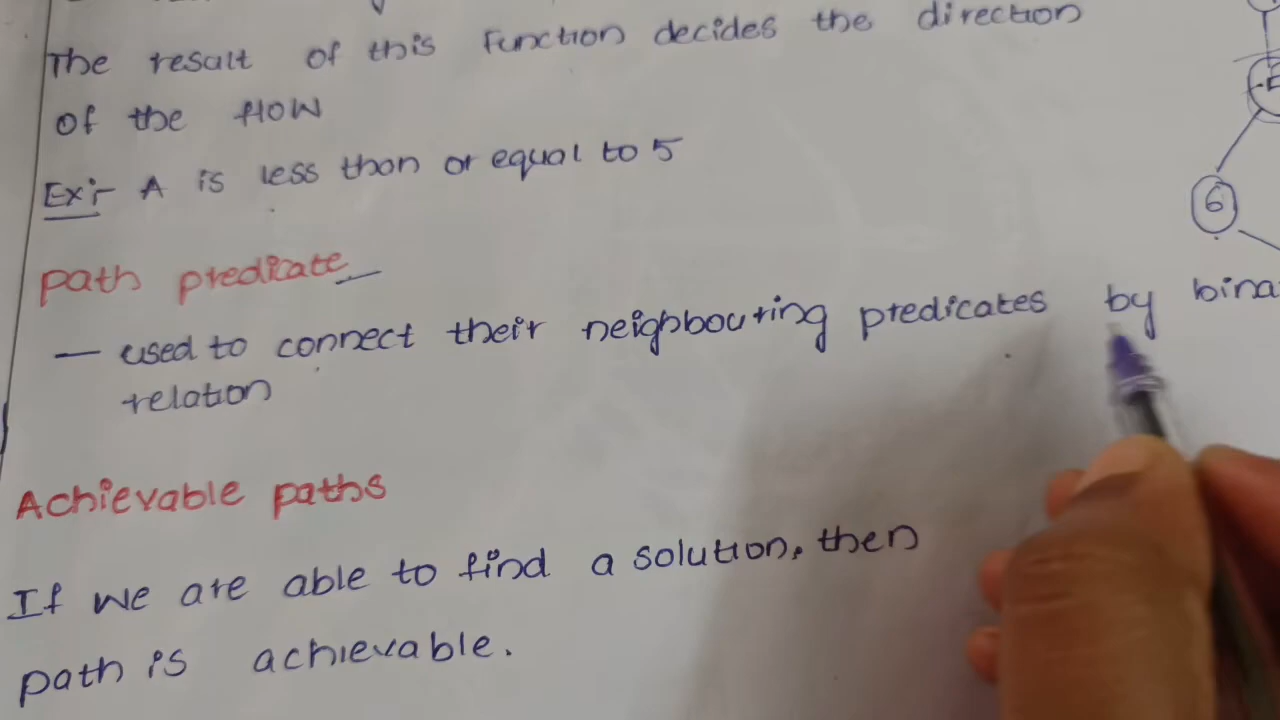 The result of this Function decides the direction
of the flow
Ex:- A is less than or equal to 5
6
path predicate
- used to connect their neighbouring predicates by bina
relation
Achievable paths
If we are able to find a solution, then
path is achievable.